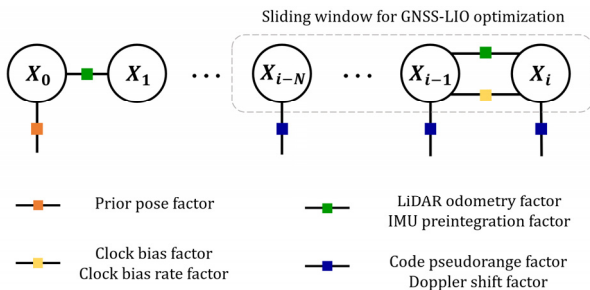 Sliding window for GNSS-LIO optimization
X₀ X₁ ... Xᵢ₋N ... Xᵢ₋₁ Xᵢ
Prior pose factor
LiDAR odometry factor
IMU preintegration factor
Clock bias factor
Clock bias rate factor
Code pseudorange factor
Doppler shift factor